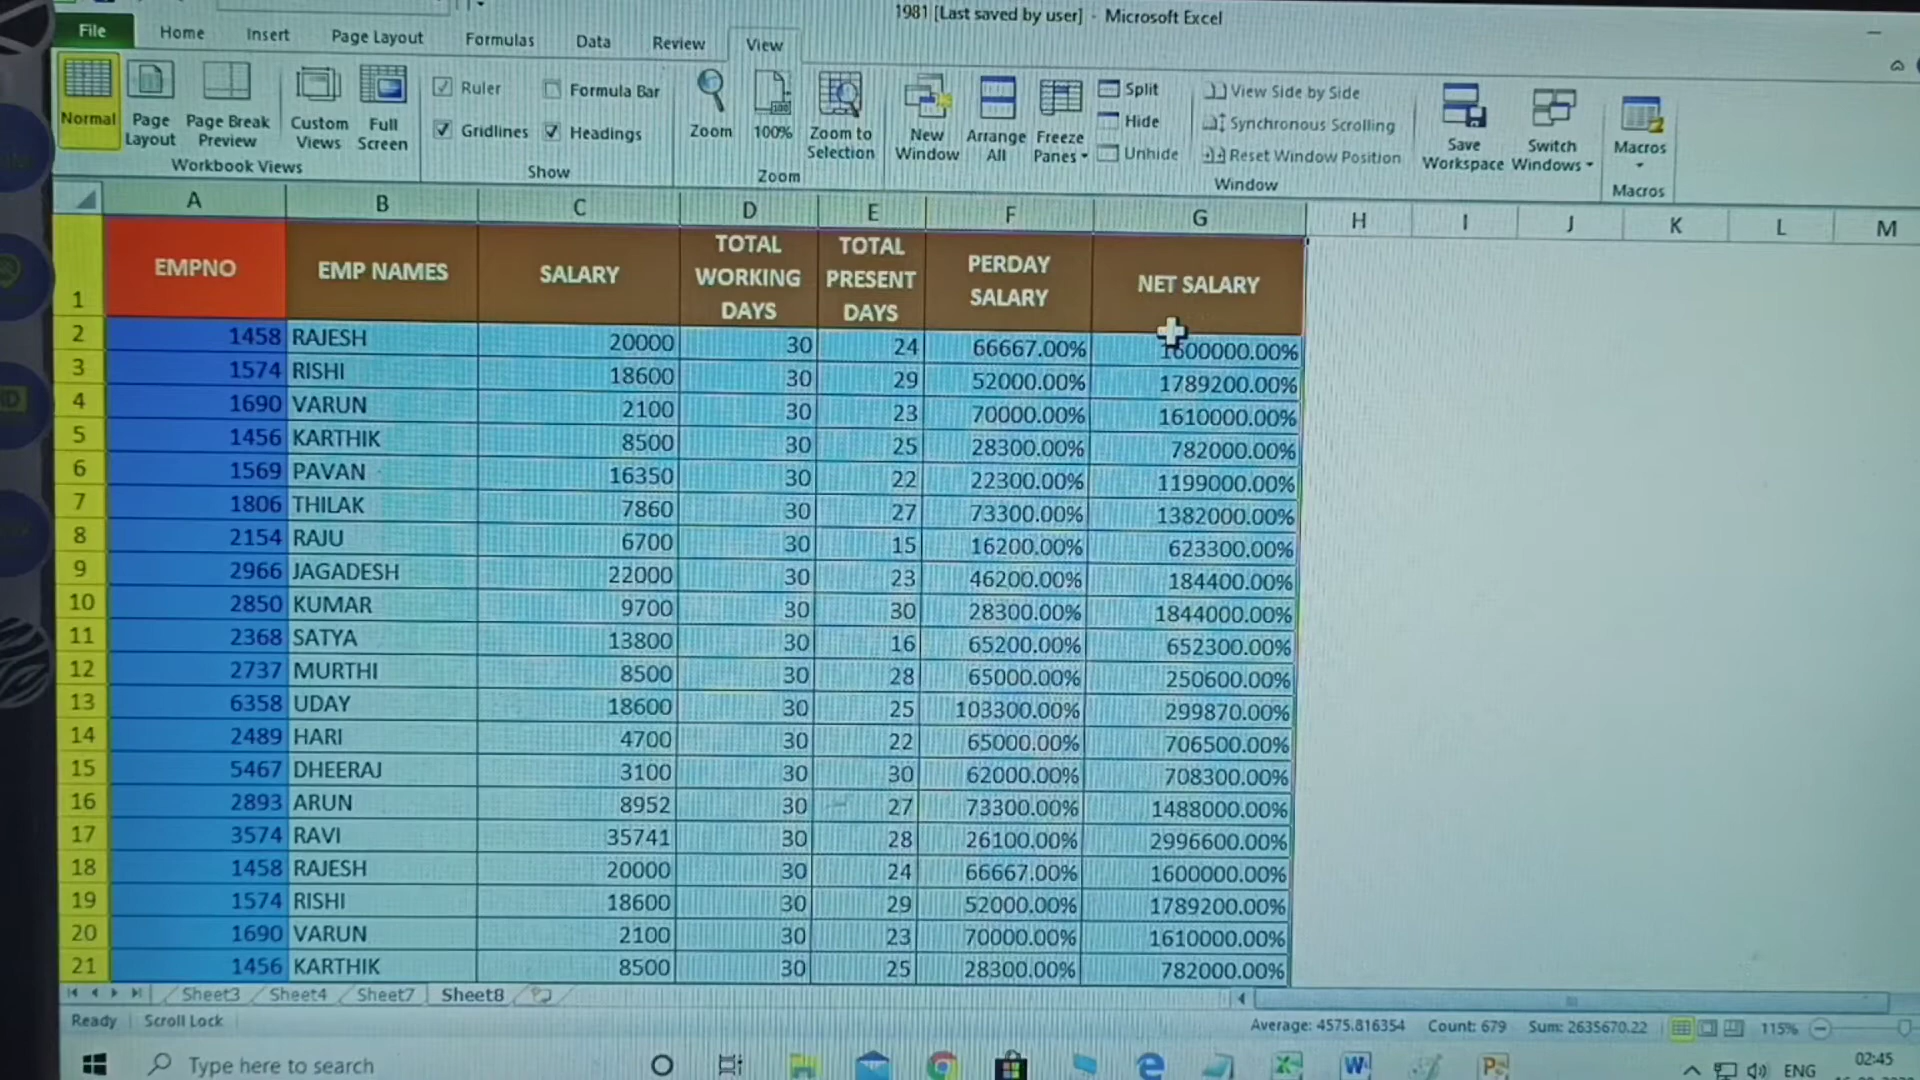 1981 [Last saved by user] - Microsoft Excel
File Home Insert Page Layout Formulas Data Review View
Normal Page Layout Page Break Preview Custom Views Full Screen
Workbook Views
Ruler Formula Bar
Gridlines Headings
Show
Zoom 100% Zoom to Selection
Zoom
New Window Arrange All Freeze Panes
Split
Hide
Unhide
View Side by Side
Synchronous Scrolling
Reset Window Position
Window
Save Workspace Switch Windows
Macros
Macros
A B C D E F G H I J K L M
1 EMPNO EMP NAMES SALARY TOTAL WORKING DAYS TOTAL PRESENT DAYS PERDAY SALARY NET SALARY
2 1458 RAJESH 20000 30 24 66667.00% 1600000.00%
3 1574 RISHI 18600 30 29 52000.00% 1789200.00%
4 1690 VARUN 2100 30 23 70000.00% 1610000.00%
5 1456 KARTHIK 8500 30 25 28300.00% 782000.00%
6 1569 PAVAN 16350 30 22 22300.00% 1199000.00%
7 1806 THILAK 7860 30 27 73300.00% 1382000.00%
8 2154 RAJU 6700 30 15 16200.00% 623300.00%
9 2966 JAGADESH 22000 30 23 46200.00% 184400.00%
10 2850 KUMAR 9700 30 30 28300.00% 1844000.00%
11 2368 SATYA 13800 30 16 65200.00% 652300.00%
12 2737 MURTHI 8500 30 28 65000.00% 250600.00%
13 6358 UDAY 18600 30 25 103300.00% 299870.00%
14 2489 HARI 4700 30 22 65000.00% 706500.00%
15 5467 DHEERAJ 3100 30 30 62000.00% 708300.00%
16 2893 ARUN 8952 30 27 73300.00% 1488000.00%
17 3574 RAVI 35741 30 28 26100.00% 2996600.00%
18 1458 RAJESH 20000 30 24 66667.00% 1600000.00%
19 1574 RISHI 18600 30 29 52000.00% 1789200.00%
20 1690 VARUN 2100 30 23 70000.00% 1610000.00%
21 1456 KARTHIK 8500 30 25 28300.00% 782000.00%
Sheet3 Sheet4 Sheet7 Sheet8
Ready Scroll Lock Average: 4575.816354 Count: 679 Sum: 2635670.22 115%
Type here to search ENG 02:45